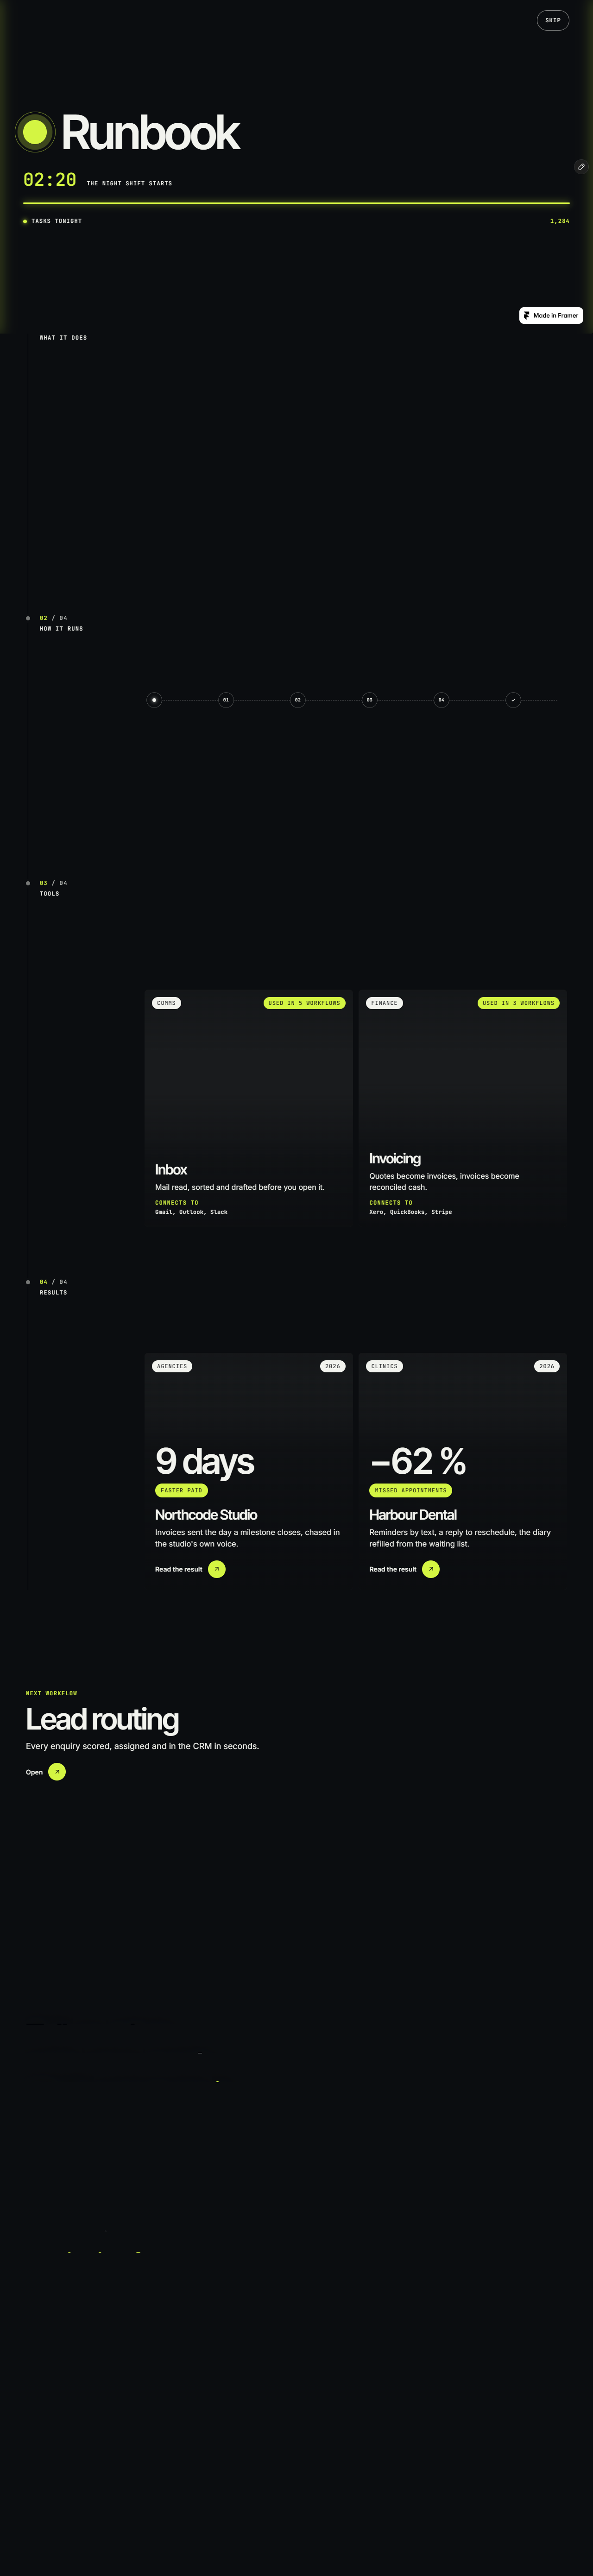 SKIP
Runbook
02:20 THE NIGHT SHIFT STARTS
TASKS TONIGHT 1,284
Made in Framer
WHAT IT DOES
02 / 04
HOW IT RUNS
01 02 03 04
03 / 04
TOOLS
COMMS USED IN 5 WORKFLOWS
Inbox
Mail read, sorted and drafted before you open it.
CONNECTS TO
Gmail, Outlook, Slack
FINANCE USED IN 3 WORKFLOWS
Invoicing
Quotes become invoices, invoices become
reconciled cash.
CONNECTS TO
Xero, QuickBooks, Stripe
04 / 04
RESULTS
AGENCIES 2026
9 days
FASTER PAID
Northcode Studio
Invoices sent the day a milestone closes, chased in
the studio's own voice.
Read the result
CLINICS 2026
−62 %
MISSED APPOINTMENTS
Harbour Dental
Reminders by text, a reply to reschedule, the diary
refilled from the waiting list.
Read the result
NEXT WORKFLOW
Lead routing
Every enquiry scored, assigned and in the CRM in seconds.
Open